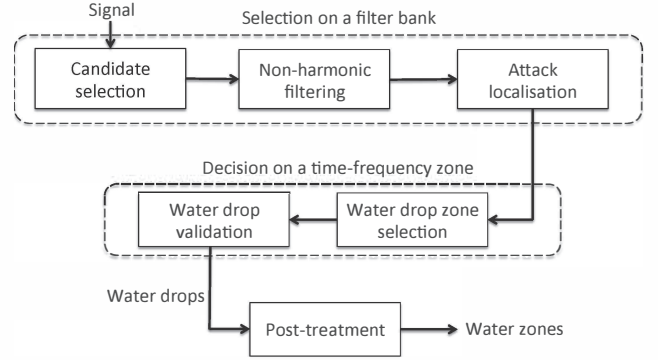 Signal
Selection on a filter bank
Candidate
selection
Non-harmonic
filtering
Attack
localisation
Decision on a time-frequency zone
Water drop
validation
Water drop zone
selection
Water drops
Post-treatment
Water zones